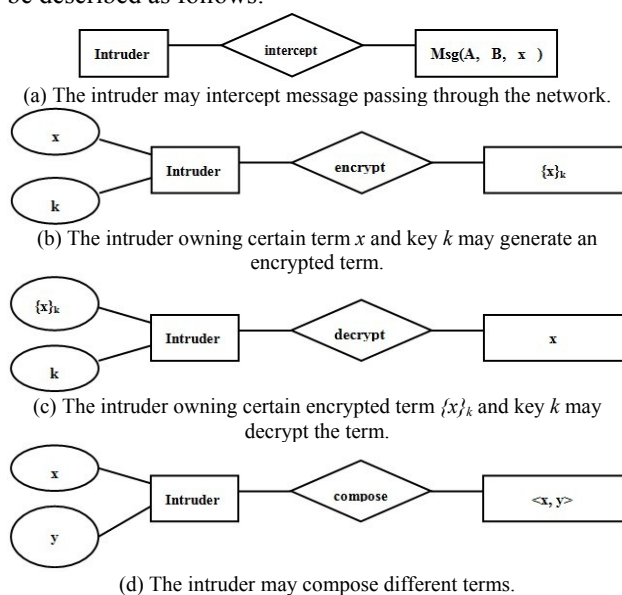 be described as follows:
Intruder intercept Msg(A, B, x )
(a) The intruder may intercept message passing through the network.
x
Intruder encrypt {x}k
k
(b) The intruder owning certain term x and key k may generate an
encrypted term.
{x}k
Intruder decrypt x
k
(c) The intruder owning certain encrypted term {x}k and key k may
decrypt the term.
x
Intruder compose <x, y>
y
(d) The intruder may compose different terms.